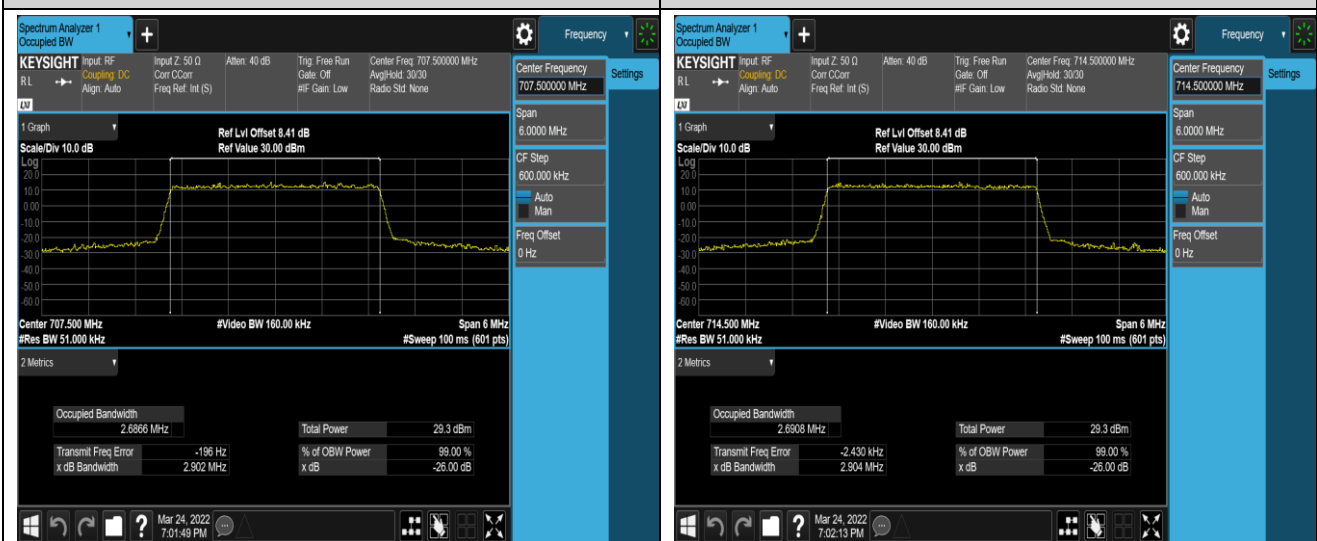 Spectrum Analyzer 1
Occupied BW
Frequency
KEYSIGHT
RL
LXI
Input: RF
Coupling: DC
Align: Auto
Input Z: 50 Ω
Corr CCorr
Freq Ref: Int (S)
Atten: 40 dB
Trig: Free Run
Gate: Off
#IF Gain: Low
Center Freq: 707.500000 MHz
Avg|Hold: 30/30
Radio Std: None
Center Frequency
707.500000 MHz
Settings
Span
6.0000 MHz
CF Step
600.000 kHz
Auto
Man
Freq Offset
0 Hz
1 Graph
Ref Lvl Offset 8.41 dB
Scale/Div 10.0 dB
Ref Value 30.00 dBm
Log
20.0
10.0
0.00
-10.0
-20.0
-30.0
-40.0
-50.0
-60.0
Center 707.500 MHz
#Video BW 160.00 kHz
Span 6 MHz
#Res BW 51.000 kHz
#Sweep 100 ms (601 pts)
2 Metrics
Occupied Bandwidth
2.6866 MHz
Total Power 29.3 dBm
Transmit Freq Error -196 Hz
% of OBW Power 99.00 %
x dB Bandwidth 2.902 MHz
x dB -26.00 dB
Mar 24, 2022
7:01:49 PM
Spectrum Analyzer 1
Occupied BW
Frequency
KEYSIGHT
RL
LXI
Input: RF
Coupling: DC
Align: Auto
Input Z: 50 Ω
Corr CCorr
Freq Ref: Int (S)
Atten: 40 dB
Trig: Free Run
Gate: Off
#IF Gain: Low
Center Freq: 714.500000 MHz
Avg|Hold: 30/30
Radio Std: None
Center Frequency
714.500000 MHz
Settings
Span
6.0000 MHz
CF Step
600.000 kHz
Auto
Man
Freq Offset
0 Hz
1 Graph
Ref Lvl Offset 8.41 dB
Scale/Div 10.0 dB
Ref Value 30.00 dBm
Log
20.0
10.0
0.00
-10.0
-20.0
-30.0
-40.0
-50.0
-60.0
Center 714.500 MHz
#Video BW 160.00 kHz
Span 6 MHz
#Res BW 51.000 kHz
#Sweep 100 ms (601 pts)
2 Metrics
Occupied Bandwidth
2.6908 MHz
Total Power 29.3 dBm
Transmit Freq Error -2.430 kHz
% of OBW Power 99.00 %
x dB Bandwidth 2.904 MHz
x dB -26.00 dB
Mar 24, 2022
7:02:13 PM